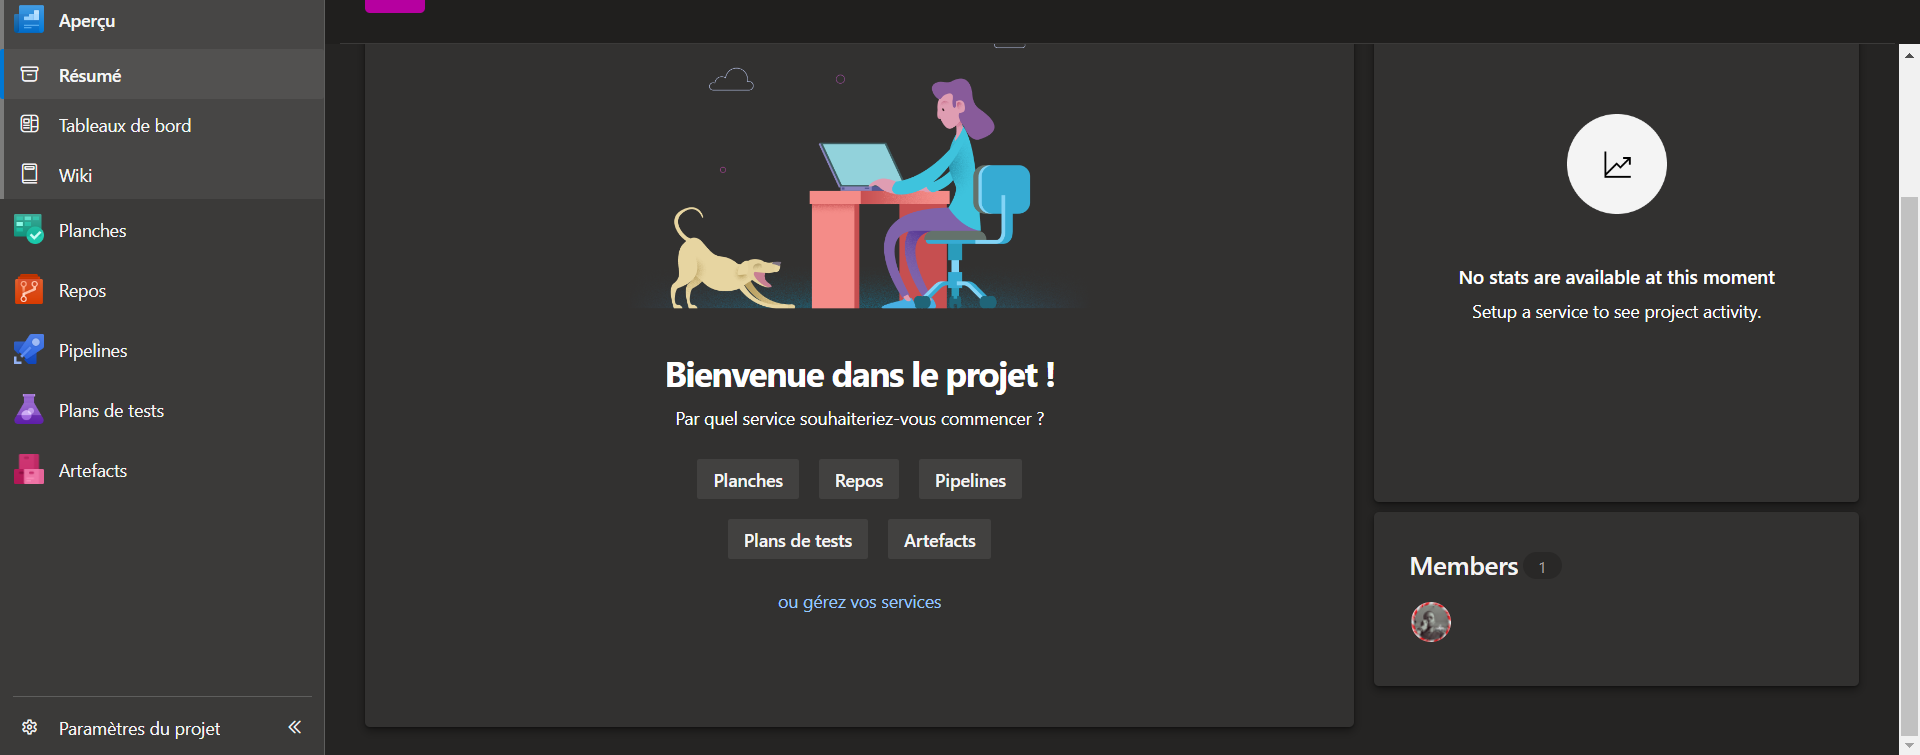 Aperçu
Résumé
Tableaux de bord
Wiki
Planches
Repos
Pipelines
Plans de tests
Artefacts
Paramètres du projet
Bienvenue dans le projet !
Par quel service souhaiteriez-vous commencer ?
Planches Repos Pipelines
Plans de tests Artefacts
ou gérez vos services
No stats are available at this moment
Setup a service to see project activity.
Members 1